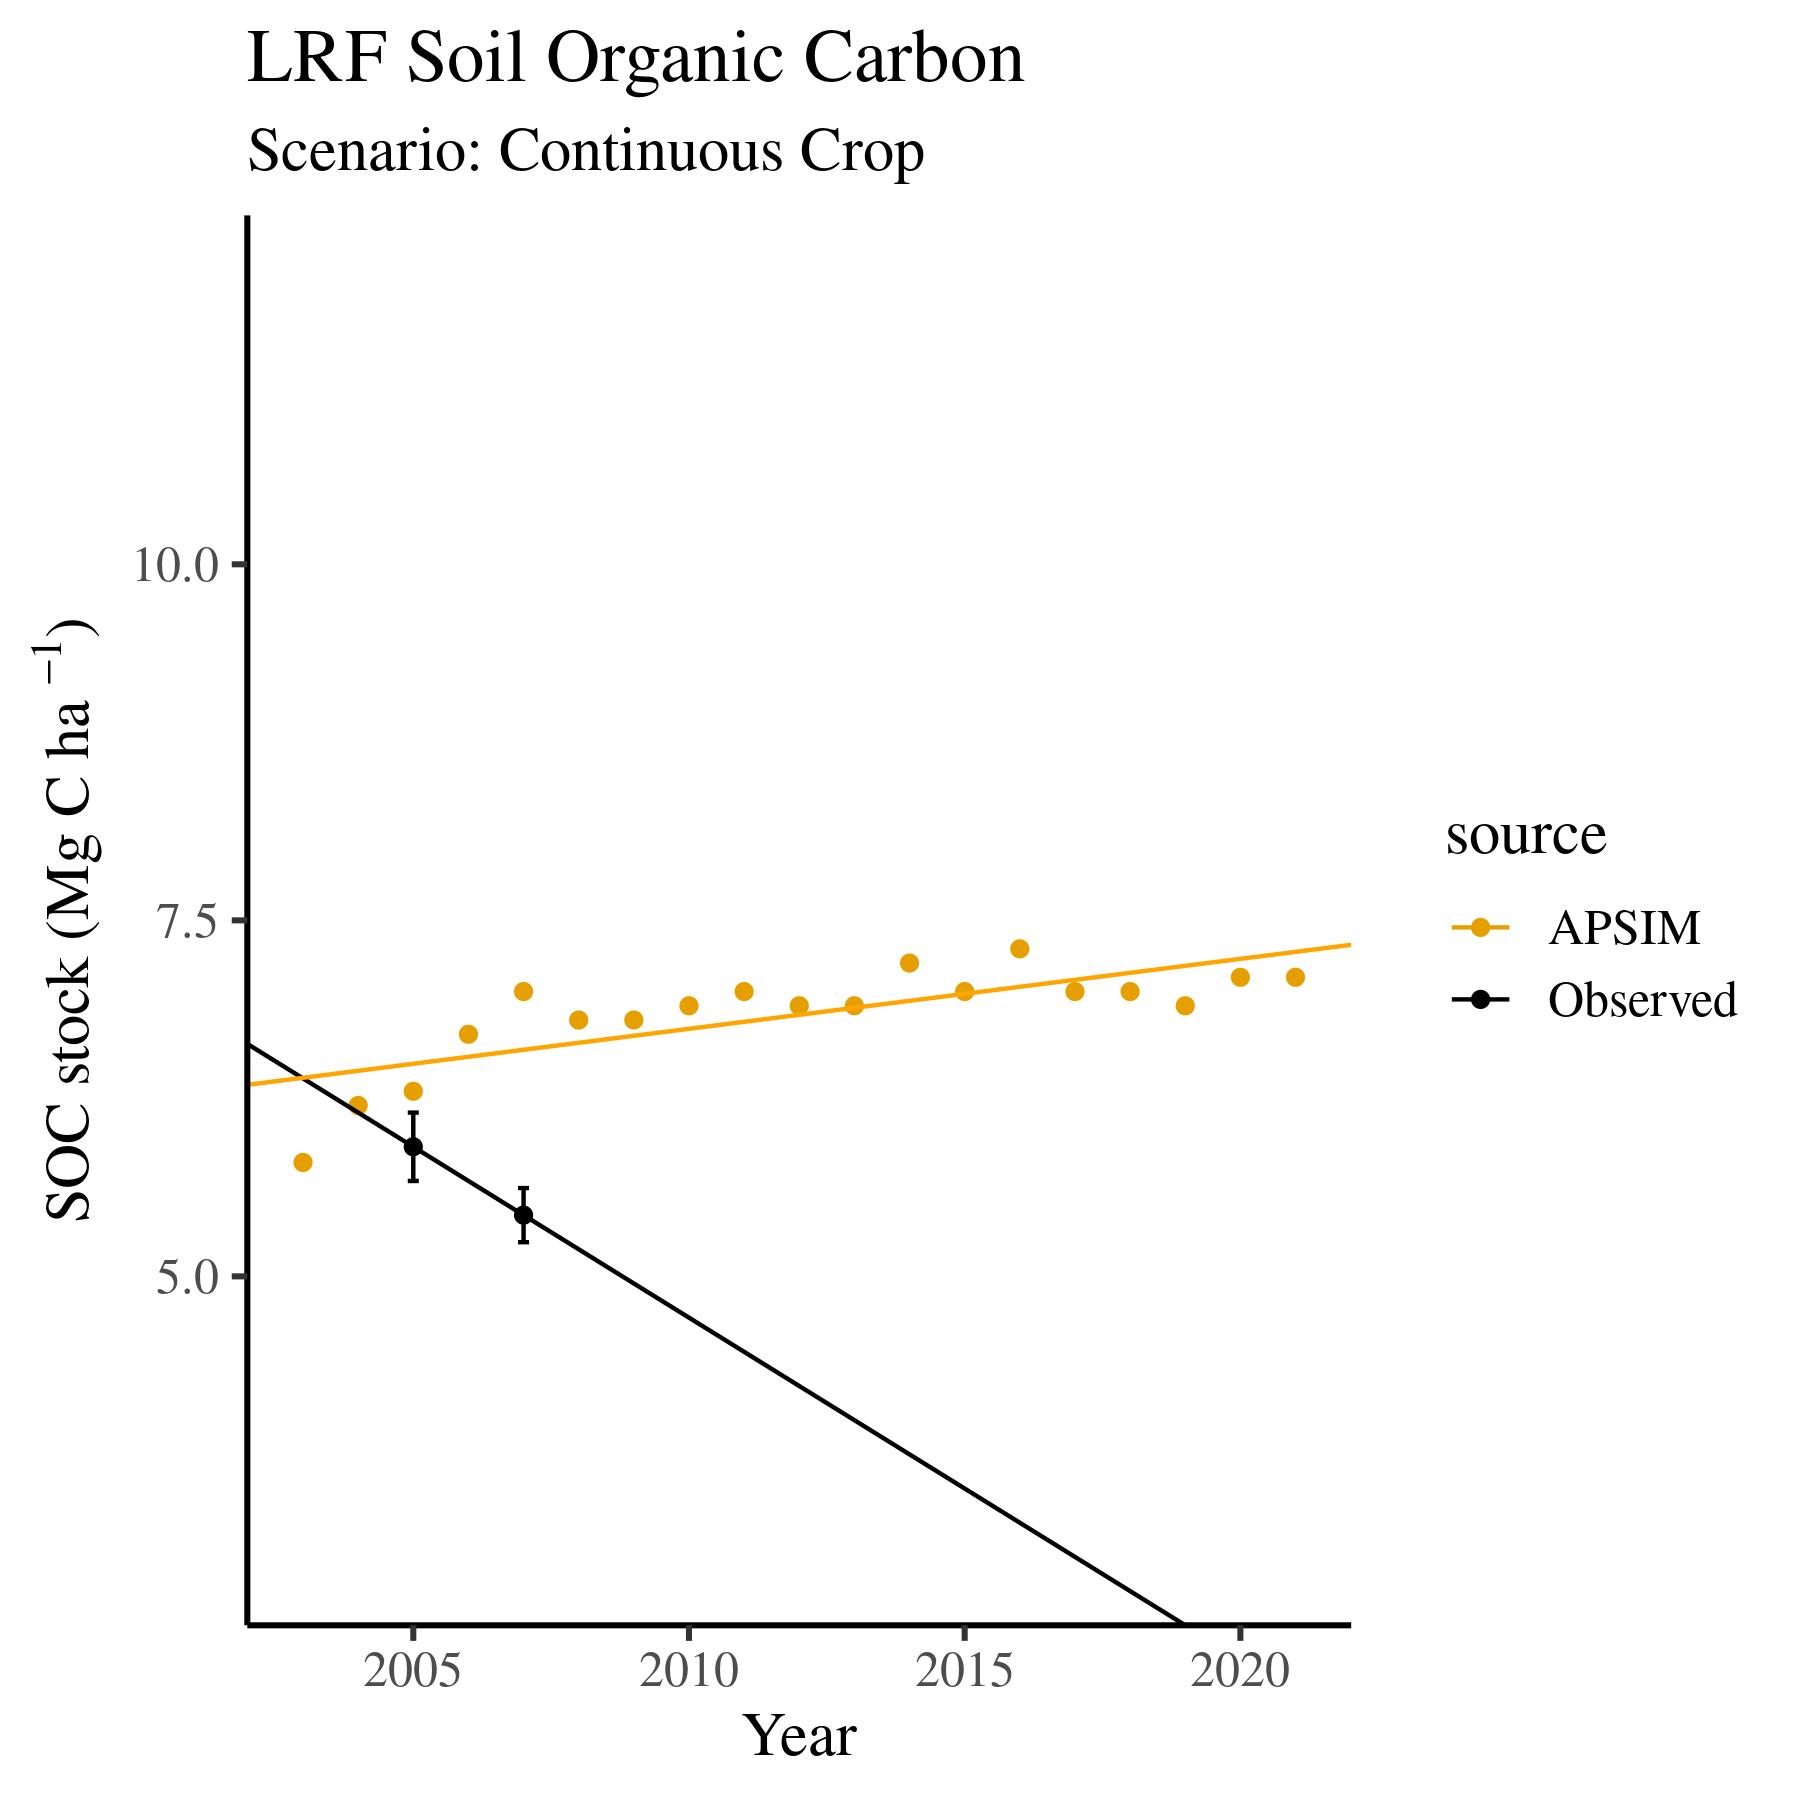 LRF Soil Organic Carbon
Scenario: Continuous Crop
SOC stock (Mg C ha ⁻¹)
10.0
7.5
5.0
2005 2010 2015 2020
Year
source
APSIM
Observed